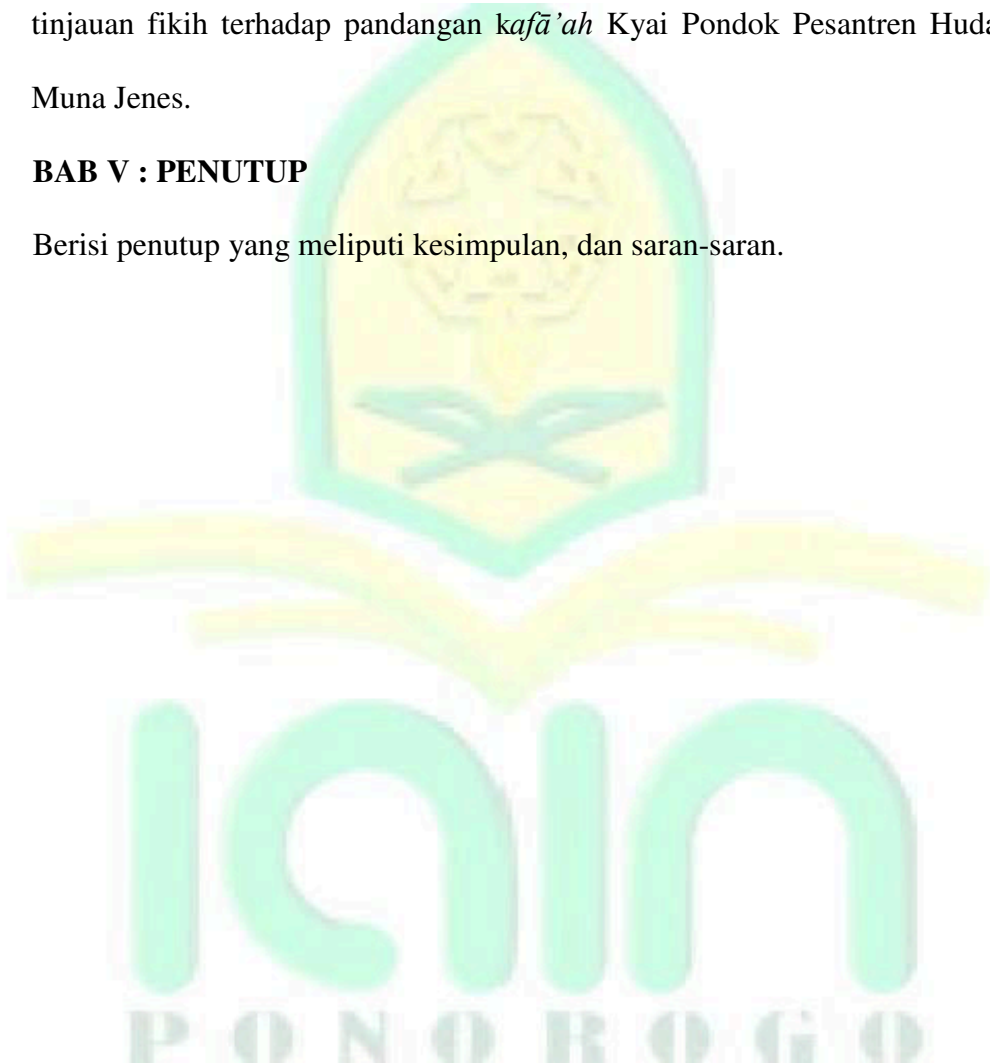 tinjauan fikih terhadap pandangan kafā’ah Kyai Pondok Pesantren Huda
Muna Jenes.
BAB V : PENUTUP
Berisi penutup yang meliputi kesimpulan, dan saran-saran.
IAIN
PONOROGO